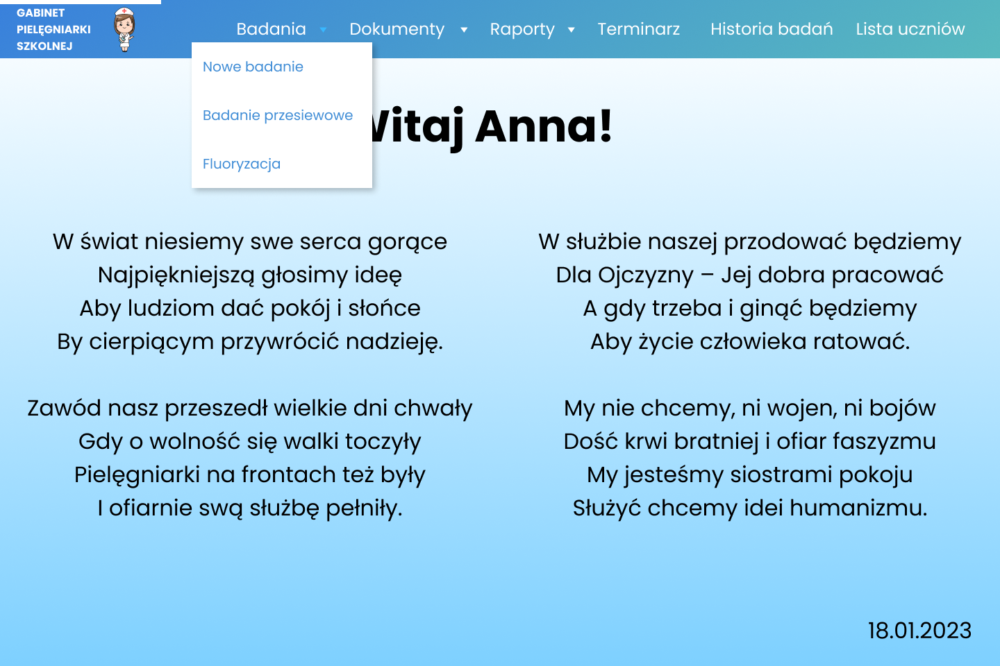 GABINET
PIELĘGNIARKI
SZKOLNEJ
Badania
Dokumenty
Raporty
Terminarz
Historia badań
Lista uczniów
Nowe badanie
Badanie przesiewowe
Fluoryzacja
Witaj Anna!
W świat niesiemy swe serca gorące
Najpiękniejszą głosimy ideę
Aby ludziom dać pokój i słońce
By cierpiącym przywrócić nadzieję.
Zawód nasz przeszedł wielkie dni chwały
Gdy o wolność się walki toczyły
Pielęgniarki na frontach też były
I ofiarnie swą służbę pełniły.
W służbie naszej przodować będziemy
Dla Ojczyzny – Jej dobra pracować
A gdy trzeba i ginąć będziemy
Aby życie człowieka ratować.
My nie chcemy, ni wojen, ni bojów
Dość krwi bratniej i ofiar faszyzmu
My jesteśmy siostrami pokoju
Służyć chcemy idei humanizmu.
18.01.2023